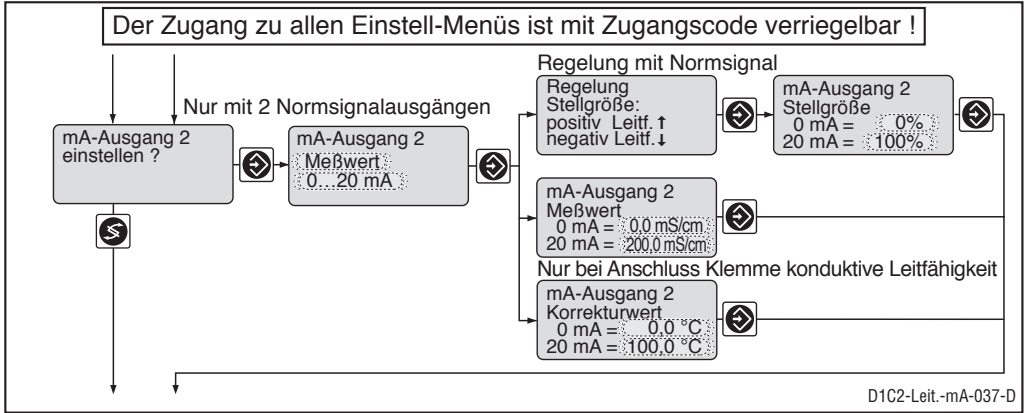 Der Zugang zu allen Einstell-Menüs ist mit Zugangscode verriegelbar !
Nur mit 2 Normsignalausgängen
mA-Ausgang 2
einstellen ?
mA-Ausgang 2
Meßwert
0...20 mA
Regelung mit Normsignal
Regelung
Stellgröße:
positiv Leitf.↑
negativ Leitf.↓
mA-Ausgang 2
Stellgröße
0 mA = 0%
20 mA = 100%
mA-Ausgang 2
Meßwert
0 mA = 0,0 mS/cm
20 mA = 200,0 mS/cm
Nur bei Anschluss Klemme konduktive Leitfähigkeit
mA-Ausgang 2
Korrekturwert
0 mA = 0,0 °C
20 mA = 100,0 °C
D1C2-Leit.-mA-037-D